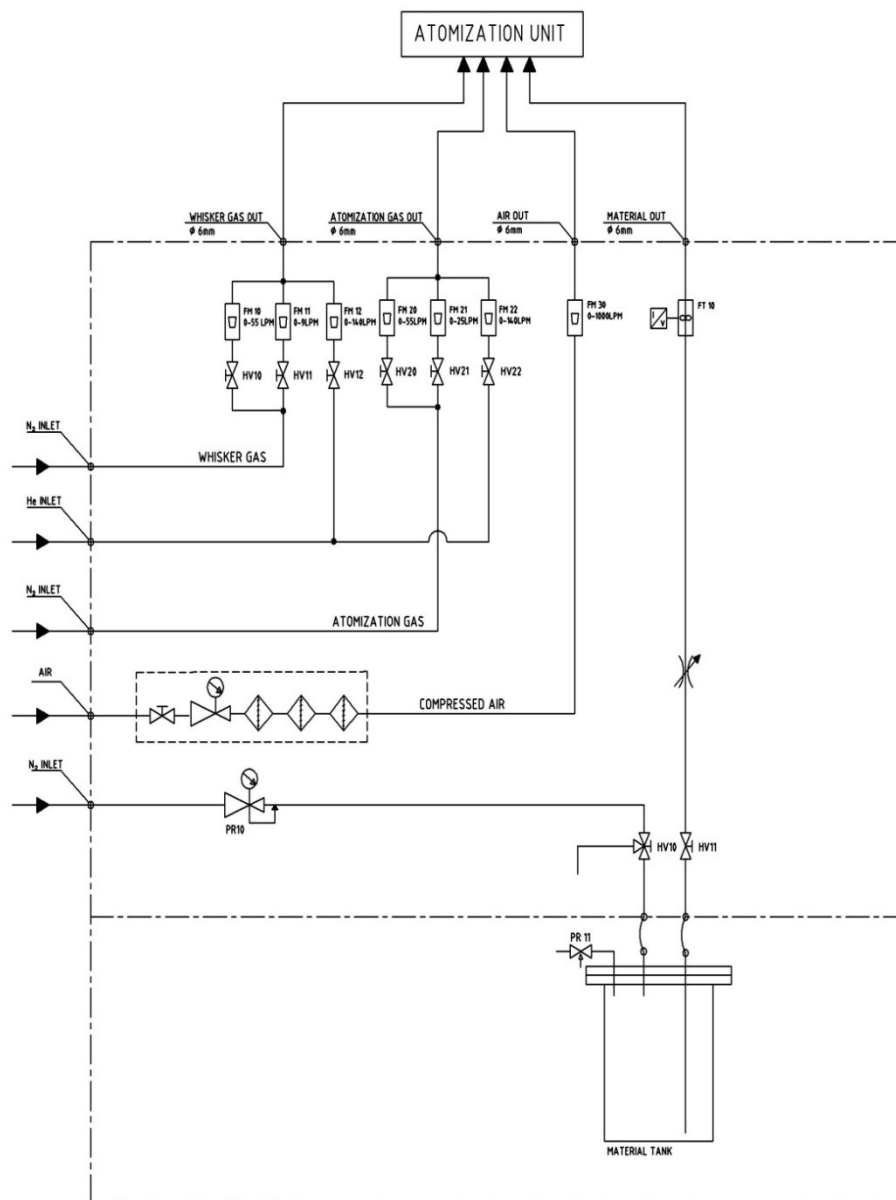 ATOMIZATION UNIT
WHISKER GAS OUT
ϕ 6mm
ATOMIZATION GAS OUT
ϕ 6mm
AIR OUT
ϕ 6mm
MATERIAL OUT
ϕ 6mm
FM 10
0-55 LPM
FM 11
0-9LPM
FM 12
0-140LPM
FM 20
0-55LPM
FM 21
0-25LPM
FM 22
0-140LPM
FM 30
0-1000LPM
I
V
FT 10
HV10
HV11
HV12
HV20
HV21
HV22
N₂ INLET
WHISKER GAS
He INLET
N₂ INLET
ATOMIZATION GAS
AIR
COMPRESSED AIR
N₂ INLET
PR10
HV10
HV11
PR 11
MATERIAL TANK